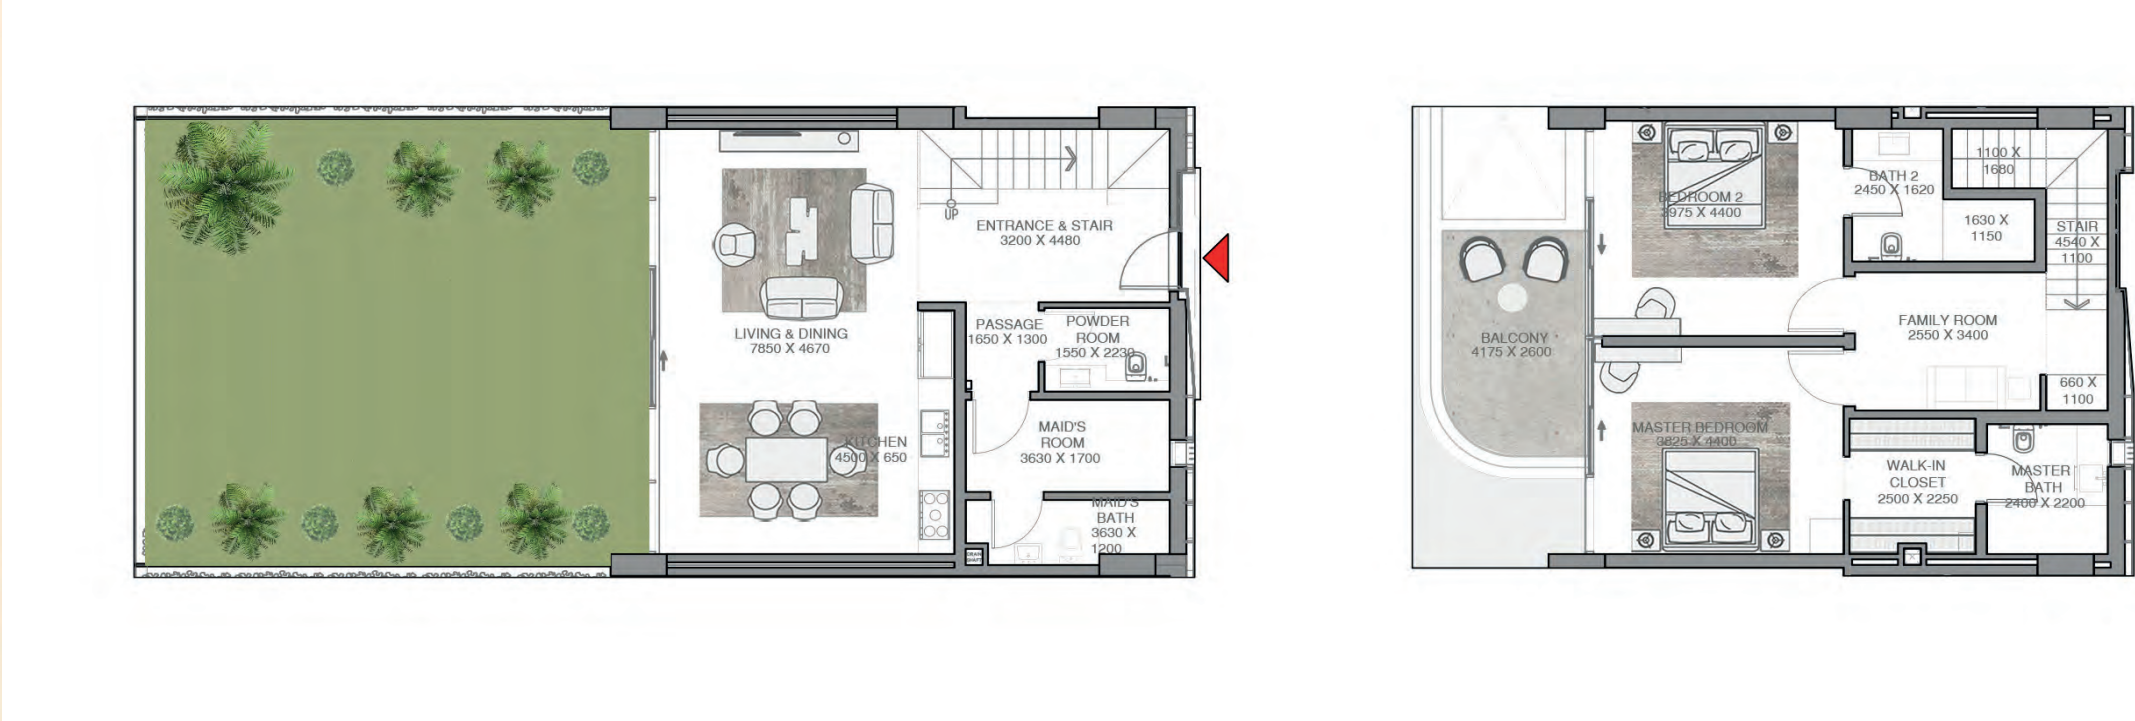 UP
ENTRANCE & STAIR
3200 X 4480
LIVING & DINING
7850 X 4670
PASSAGE
1650 X 1300
POWDER
ROOM
1550 X 2230
KITCHEN
4500 X 650
MAID'S
ROOM
3630 X 1700
MAID'S
BATH
3630 X
1200
BEDROOM 2
3975 X 4400
BATH 2
2450 X 1620
1100 X
1680
1630 X
1150
STAIR
4540 X
1100
BALCONY
4175 X 2600
FAMILY ROOM
2550 X 3400
660 X
1100
MASTER BEDROOM
3825 X 4400
WALK-IN
CLOSET
2500 X 2250
MASTER
BATH
2400 X 2200